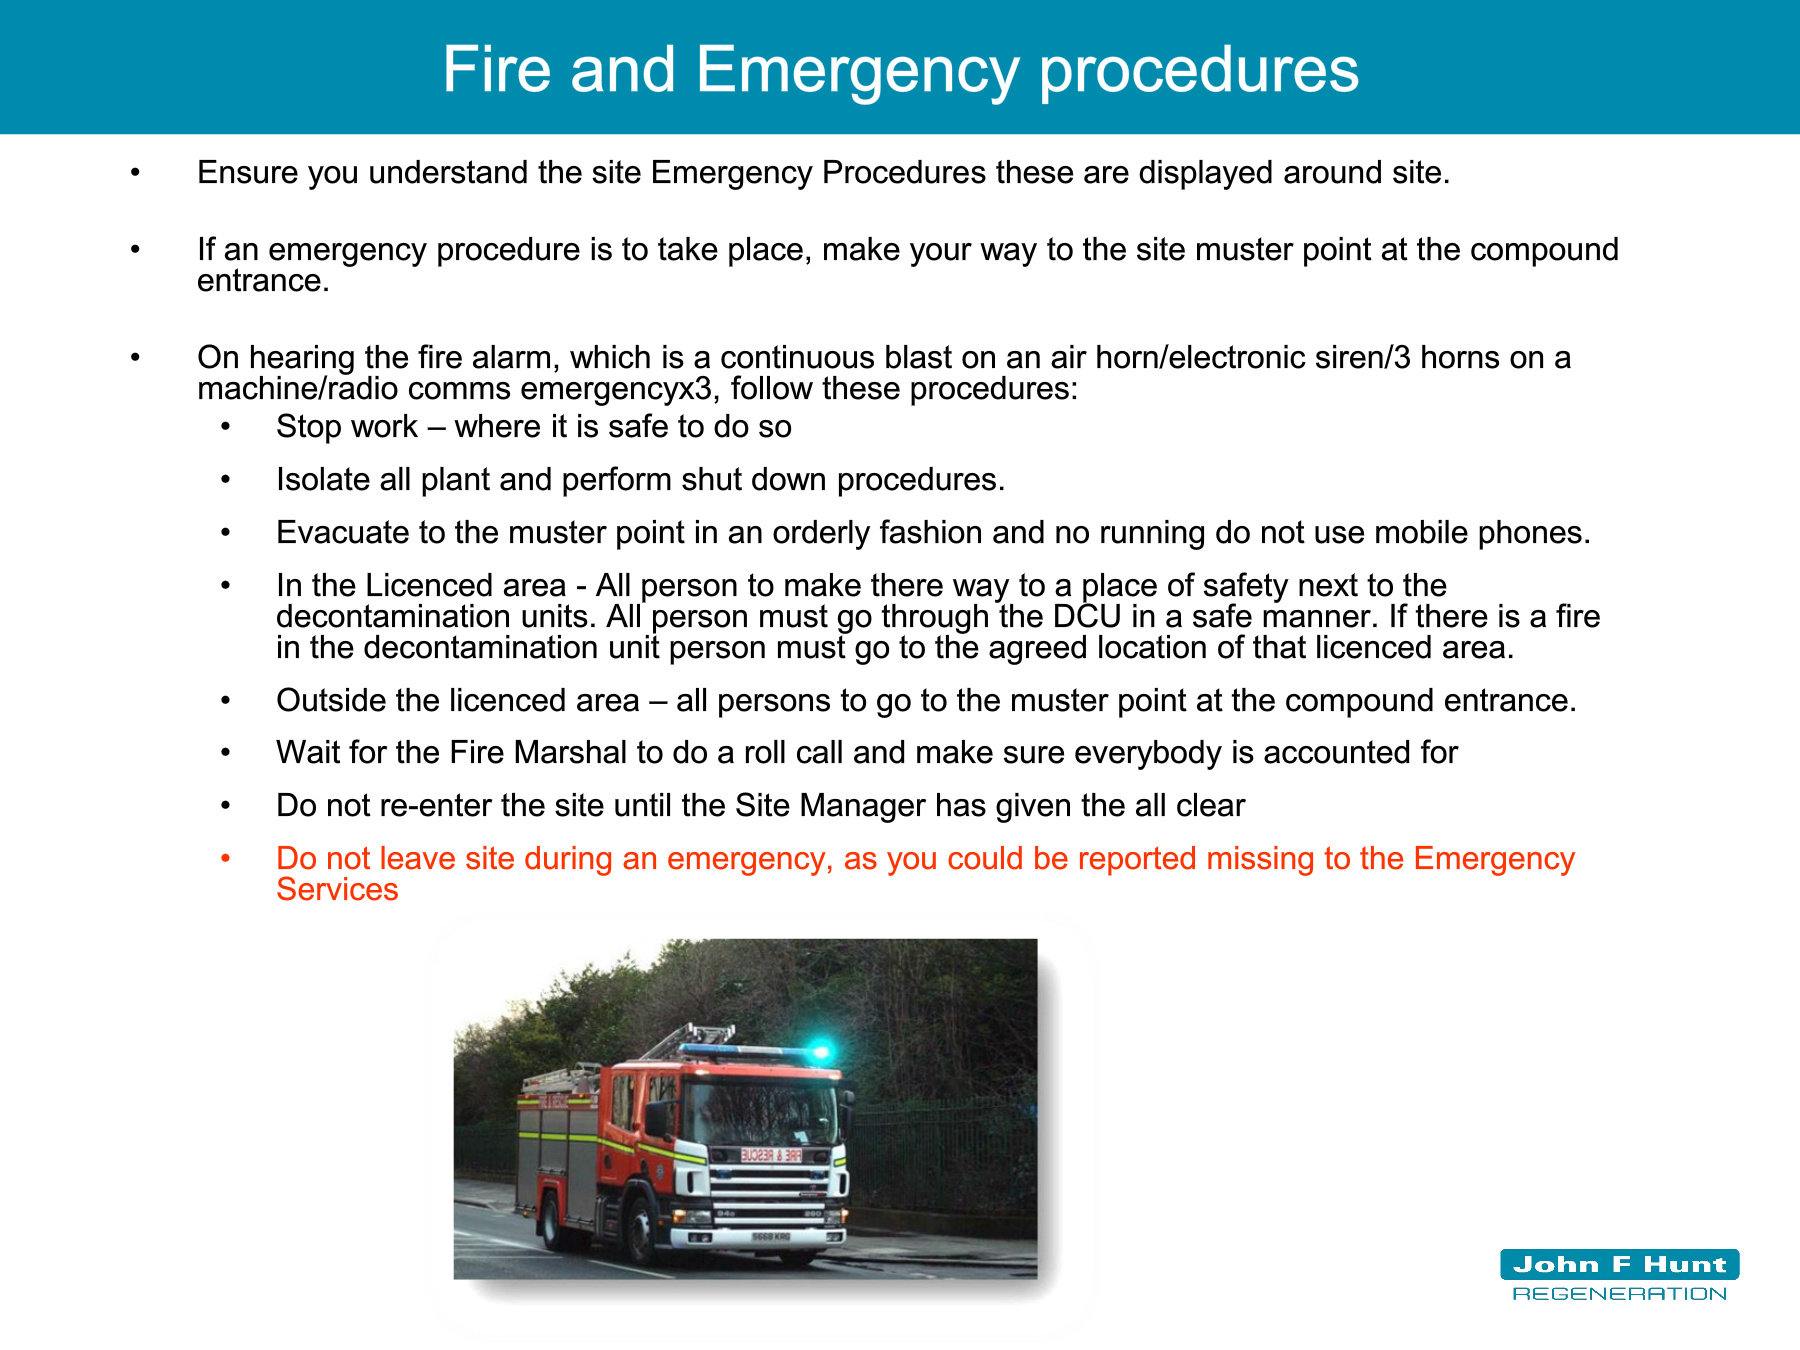 Fire and Emergency procedures
• Ensure you understand the site Emergency Procedures these are displayed around site.
• If an emergency procedure is to take place, make your way to the site muster point at the compound
entrance.
• On hearing the fire alarm, which is a continuous blast on an air horn/electronic siren/3 horns on a
machine/radio comms emergencyx3, follow these procedures:
• Stop work – where it is safe to do so
• Isolate all plant and perform shut down procedures.
• Evacuate to the muster point in an orderly fashion and no running do not use mobile phones.
• In the Licenced area - All person to make there way to a place of safety next to the
decontamination units. All person must go through the DCU in a safe manner. If there is a fire
in the decontamination unit person must go to the agreed location of that licenced area.
• Outside the licenced area – all persons to go to the muster point at the compound entrance.
• Wait for the Fire Marshal to do a roll call and make sure everybody is accounted for
• Do not re-enter the site until the Site Manager has given the all clear
• Do not leave site during an emergency, as you could be reported missing to the Emergency
Services
FIRE & RESCUE
John F Hunt
REGENERATION